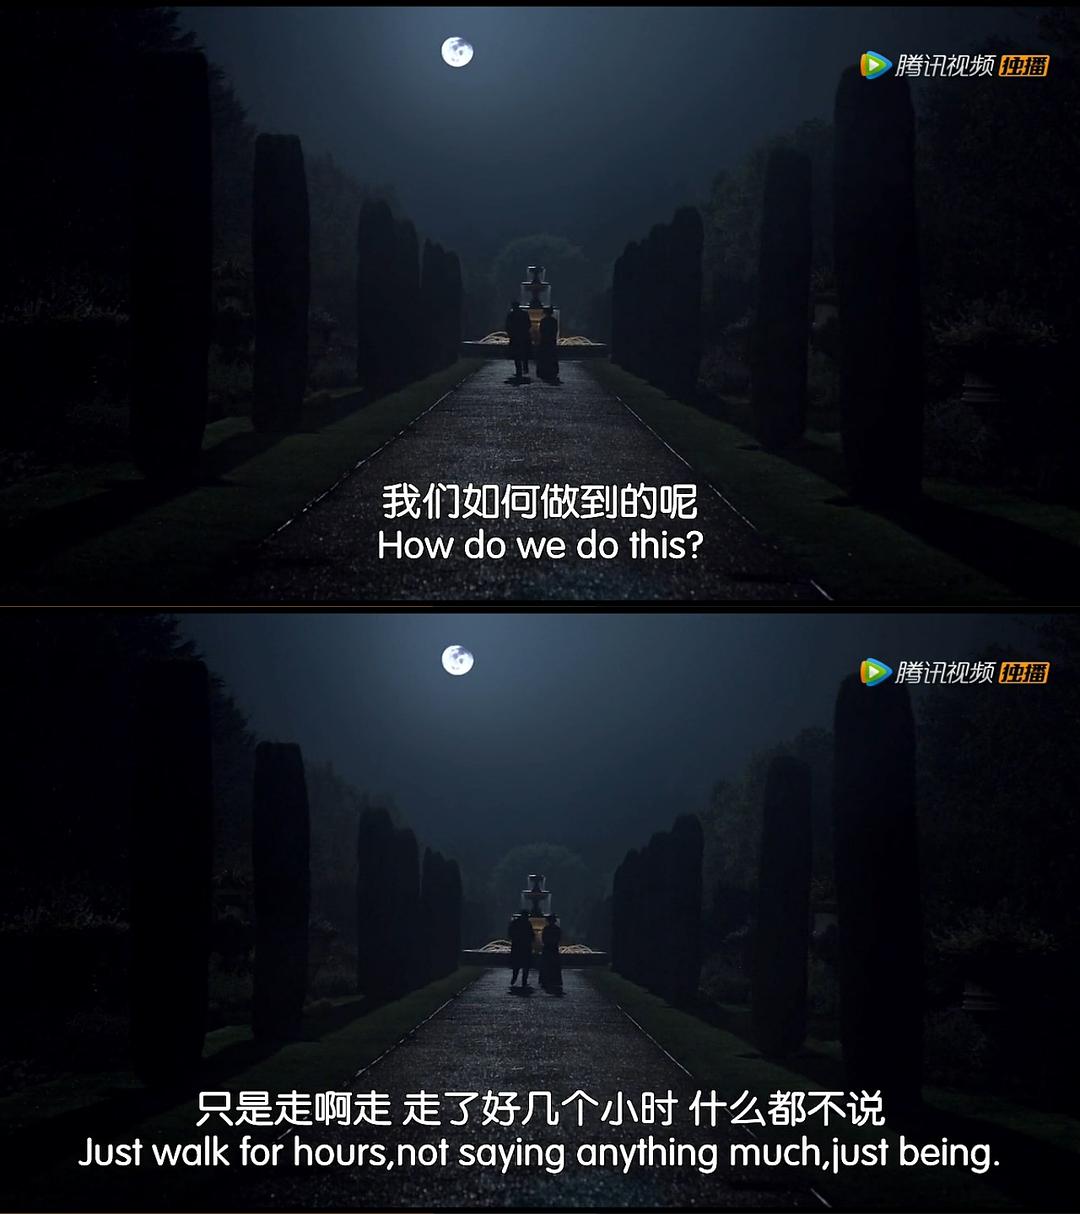 腾讯视频 独播
我们如何做到的呢
How do we do this?
腾讯视频 独播
只是走啊走 走了好几个小时 什么都不说
Just walk for hours,not saying anything much,just being.